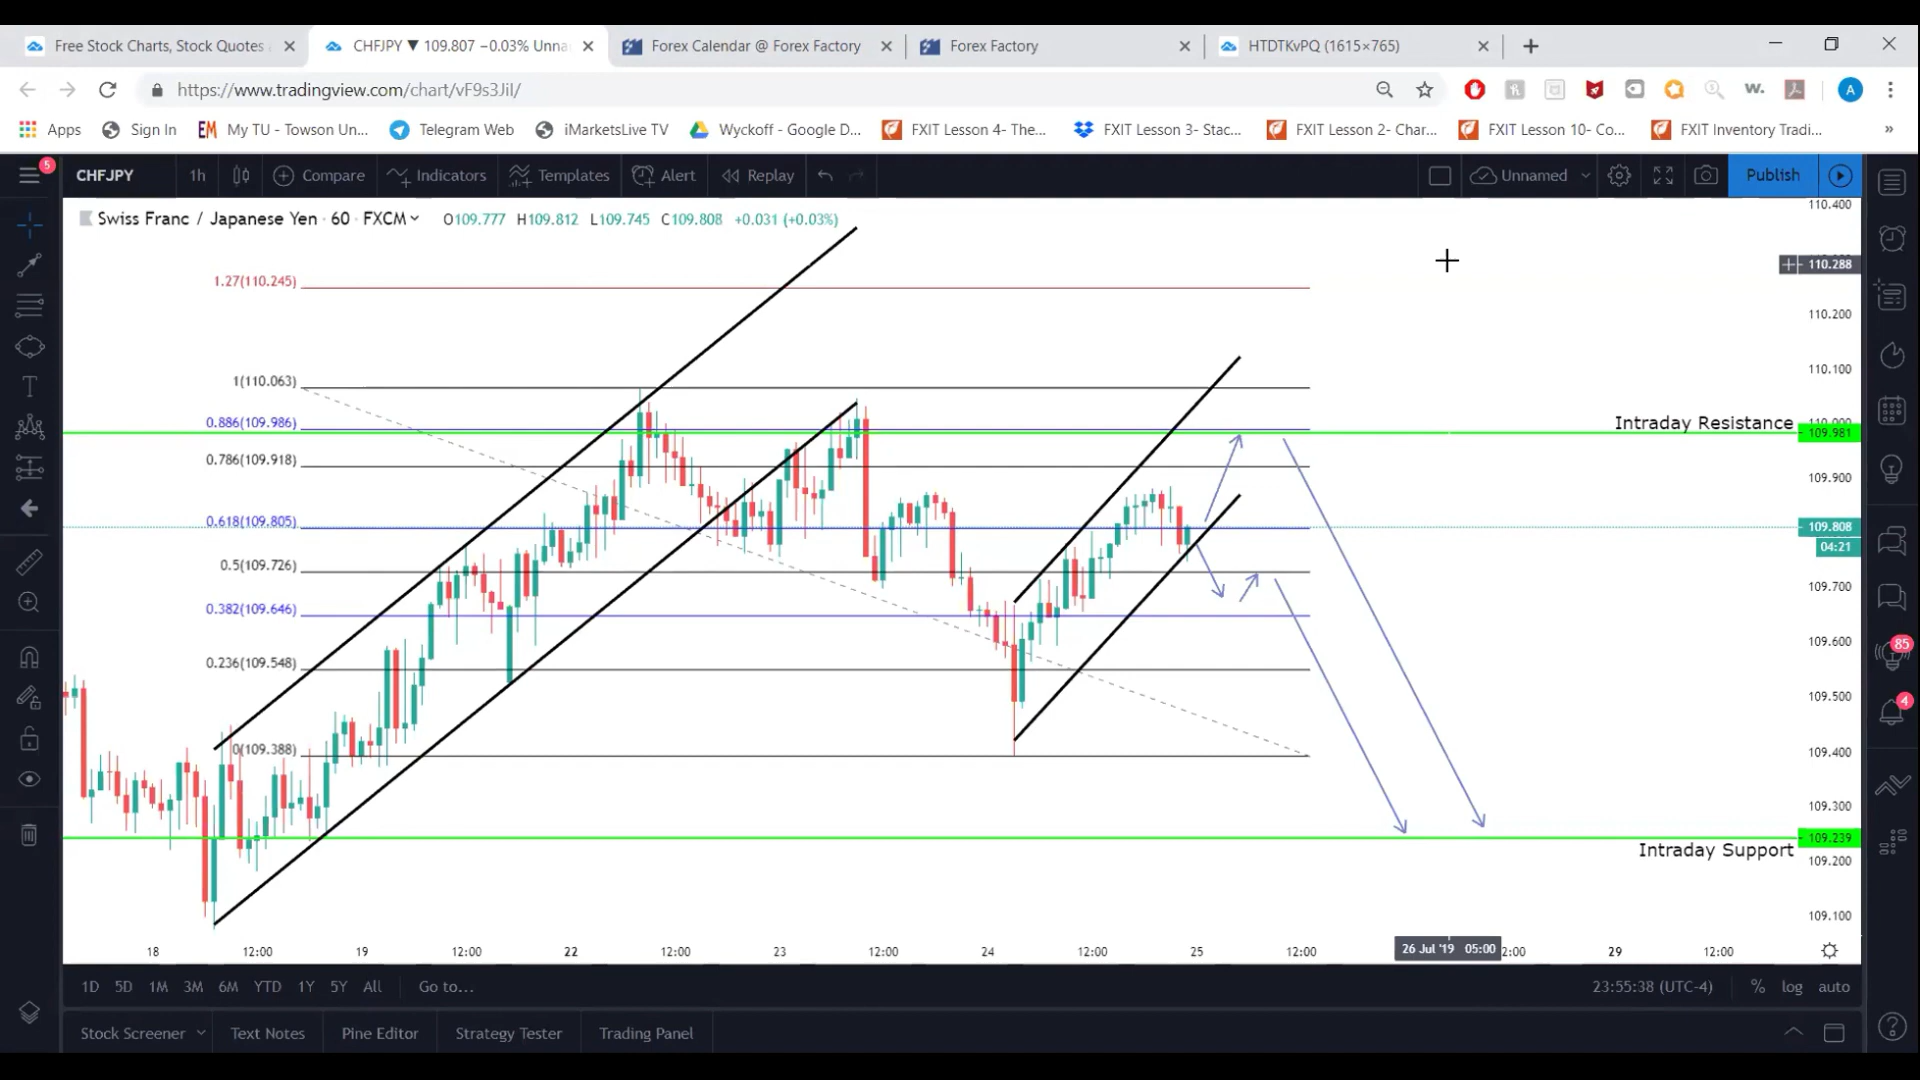 Free Stock Charts, Stock Quotes
CHFJPY ▼ 109.807 −0.03% Unna
Forex Calendar @ Forex Factory
Forex Factory
HTDTKvPQ (1615×765)
https://www.tradingview.com/chart/vF9s3JiI/
Apps
Sign In
EM My TU - Towson Un...
Telegram Web
iMarketsLive TV
Wyckoff - Google D...
FXIT Lesson 4- The...
FXIT Lesson 3- Stac...
FXIT Lesson 2- Char...
FXIT Lesson 10- Co...
FXIT Inventory Tradi...
»
5
CHFJPY
1h
Compare
Indicators
Templates
Alert
Replay
Unnamed
Publish
Swiss Franc / Japanese Yen · 60 · FXCM
O109.777 H109.812 L109.745 C109.808 +0.031 (+0.03%)
1.27(110.245)
1(110.063)
0.886(109.986)
0.786(109.918)
0.618(109.805)
0.5(109.726)
0.382(109.646)
0.236(109.548)
0(109.388)
Intraday Resistance
Intraday Support
110.400
110.288
110.200
110.100
109.981
109.900
109.808
04:21
109.700
109.600
109.500
109.400
109.300
109.239
109.200
109.100
85
4
18 12:00 19 12:00 22 12:00 23 12:00 24 12:00 25 12:00 26 Jul '19 05:00 2:00 29 12:00
1D 5D 1M 3M 6M YTD 1Y 5Y All Go to...
23:55:38 (UTC-4) % log auto
Stock Screener Text Notes Pine Editor Strategy Tester Trading Panel